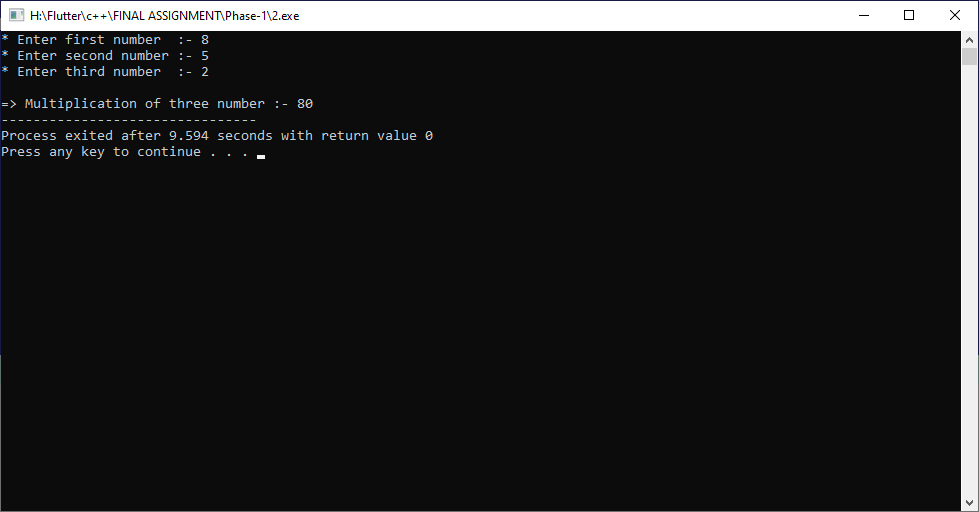 H:\Flutter\c++\FINAL ASSIGNMENT\Phase-1\2.exe
* Enter first number  :- 8
* Enter second number :- 5
* Enter third number  :- 2
=> Multiplication of three number :- 80
--------------------------------
Process exited after 9.594 seconds with return value 0
Press any key to continue . . .